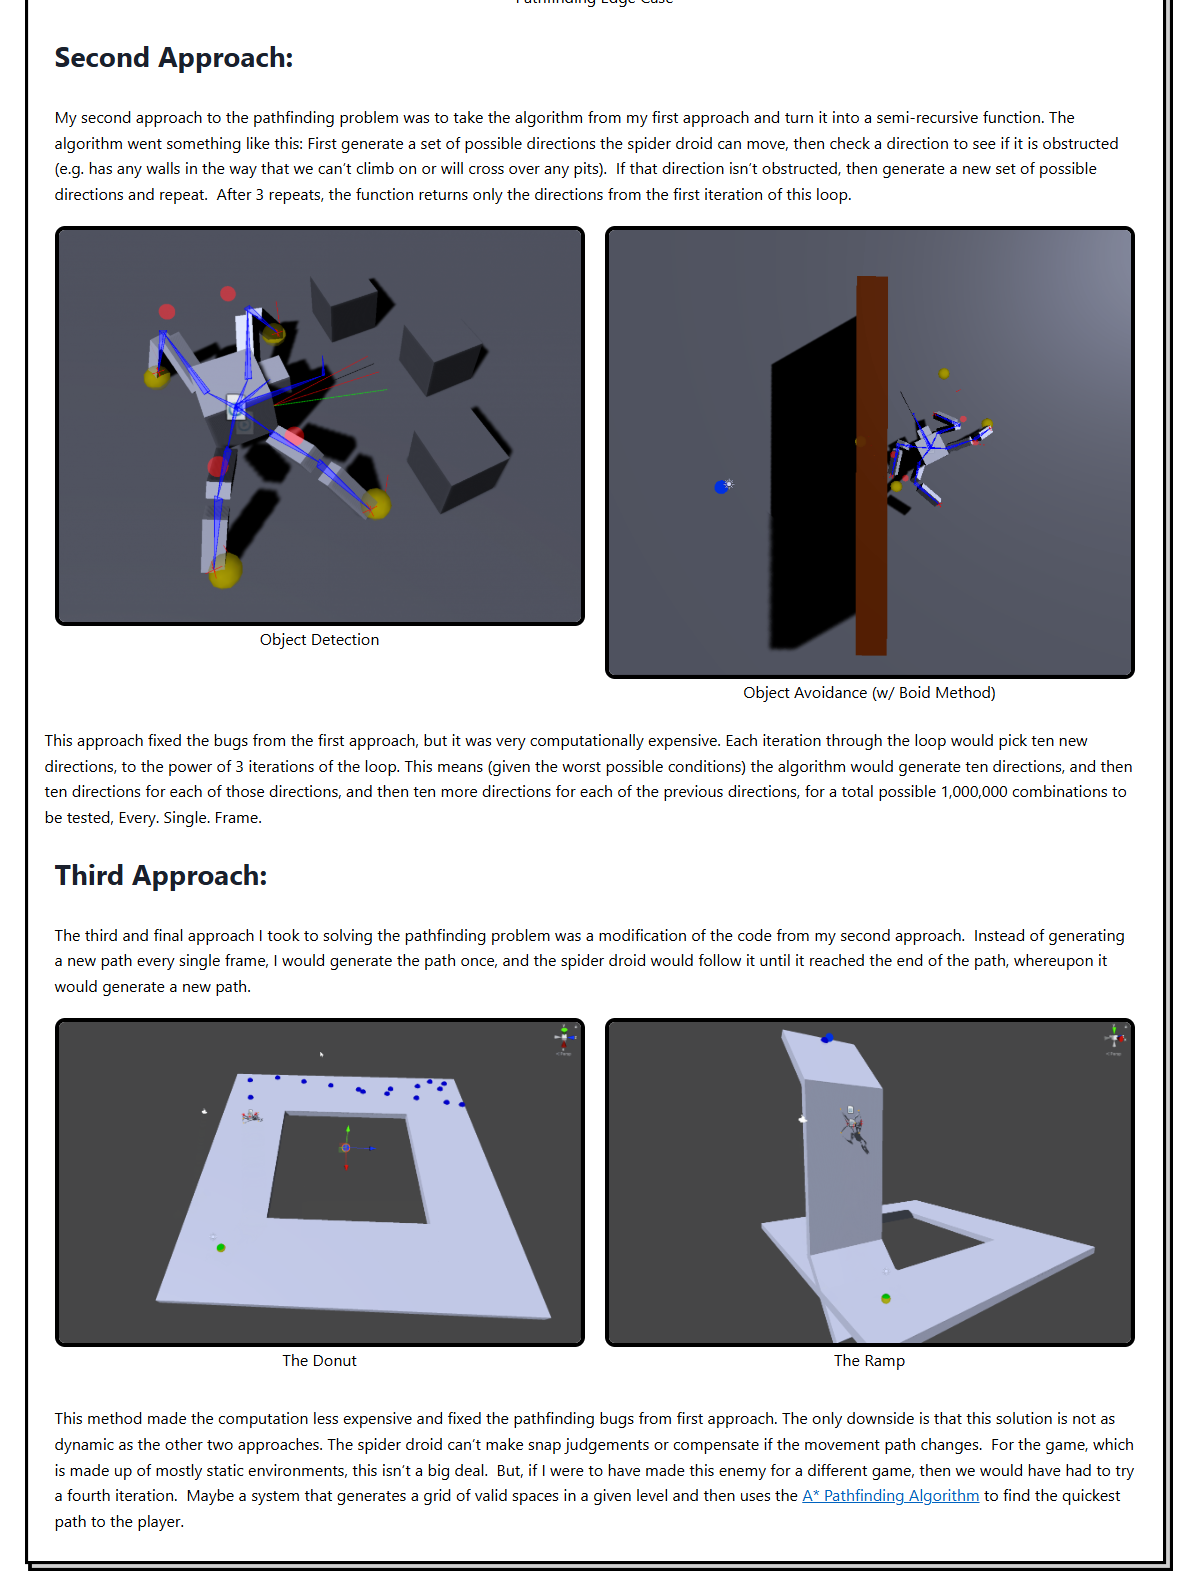 Pathfinding Edge Case
Second Approach:
My second approach to the pathfinding problem was to take the algorithm from my first approach and turn it into a semi-recursive function. The
algorithm went something like this: First generate a set of possible directions the spider droid can move, then check a direction to see if it is obstructed
(e.g. has any walls in the way that we can't climb on or will cross over any pits).  If that direction isn't obstructed, then generate a new set of possible
directions and repeat.  After 3 repeats, the function returns only the directions from the first iteration of this loop.
Object Detection
Object Avoidance (w/ Boid Method)
This approach fixed the bugs from the first approach, but it was very computationally expensive. Each iteration through the loop would pick ten new
directions, to the power of 3 iterations of the loop. This means (given the worst possible conditions) the algorithm would generate ten directions, and then
ten directions for each of those directions, and then ten more directions for each of the previous directions, for a total possible 1,000,000 combinations to
be tested, Every. Single. Frame.
Third Approach:
The third and final approach I took to solving the pathfinding problem was a modification of the code from my second approach.  Instead of generating
a new path every single frame, I would generate the path once, and the spider droid would follow it until it reached the end of the path, whereupon it
would generate a new path.
The Donut
The Ramp
This method made the computation less expensive and fixed the pathfinding bugs from first approach. The only downside is that this solution is not as
dynamic as the other two approaches. The spider droid can't make snap judgements or compensate if the movement path changes.  For the game, which
is made up of mostly static environments, this isn't a big deal.  But, if I were to have made this enemy for a different game, then we would have had to try
a fourth iteration.  Maybe a system that generates a grid of valid spaces in a given level and then uses the A* Pathfinding Algorithm to find the quickest
path to the player.